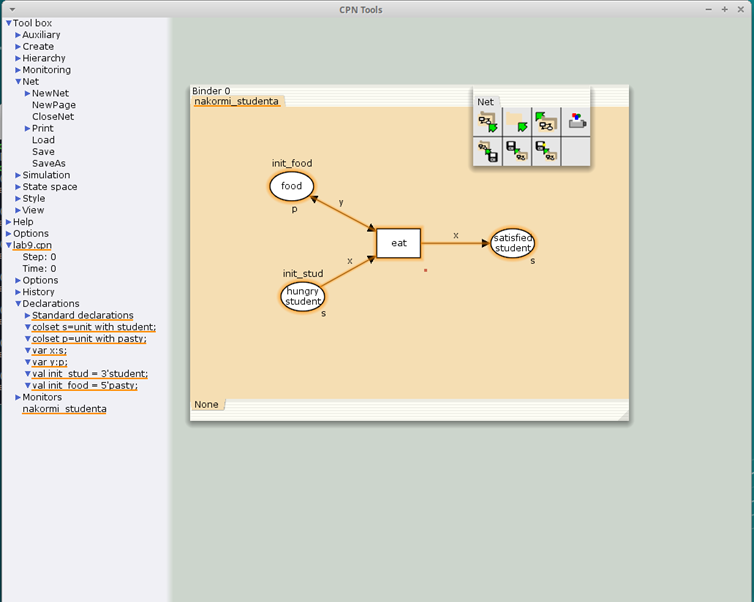 CPN Tools
Tool box
Auxiliary
Create
Hierarchy
Monitoring
Net
NewNet
NewPage
CloseNet
Print
Load
Save
SaveAs
Simulation
State space
Style
View
Help
Options
lab9.cpn
Step: 0
Time: 0
Options
History
Declarations
Standard declarations
colset s=unit with student;
colset p=unit with pasty;
var x:s;
var y:p;
val init_stud = 3`student;
val init_food = 5`pasty;
Monitors
nakormi_studenta
Binder 0
nakormi_studenta
Net
init_food
food
p
y
eat
x
satisfied
student
s
x
init_stud
hungry
student
s
None